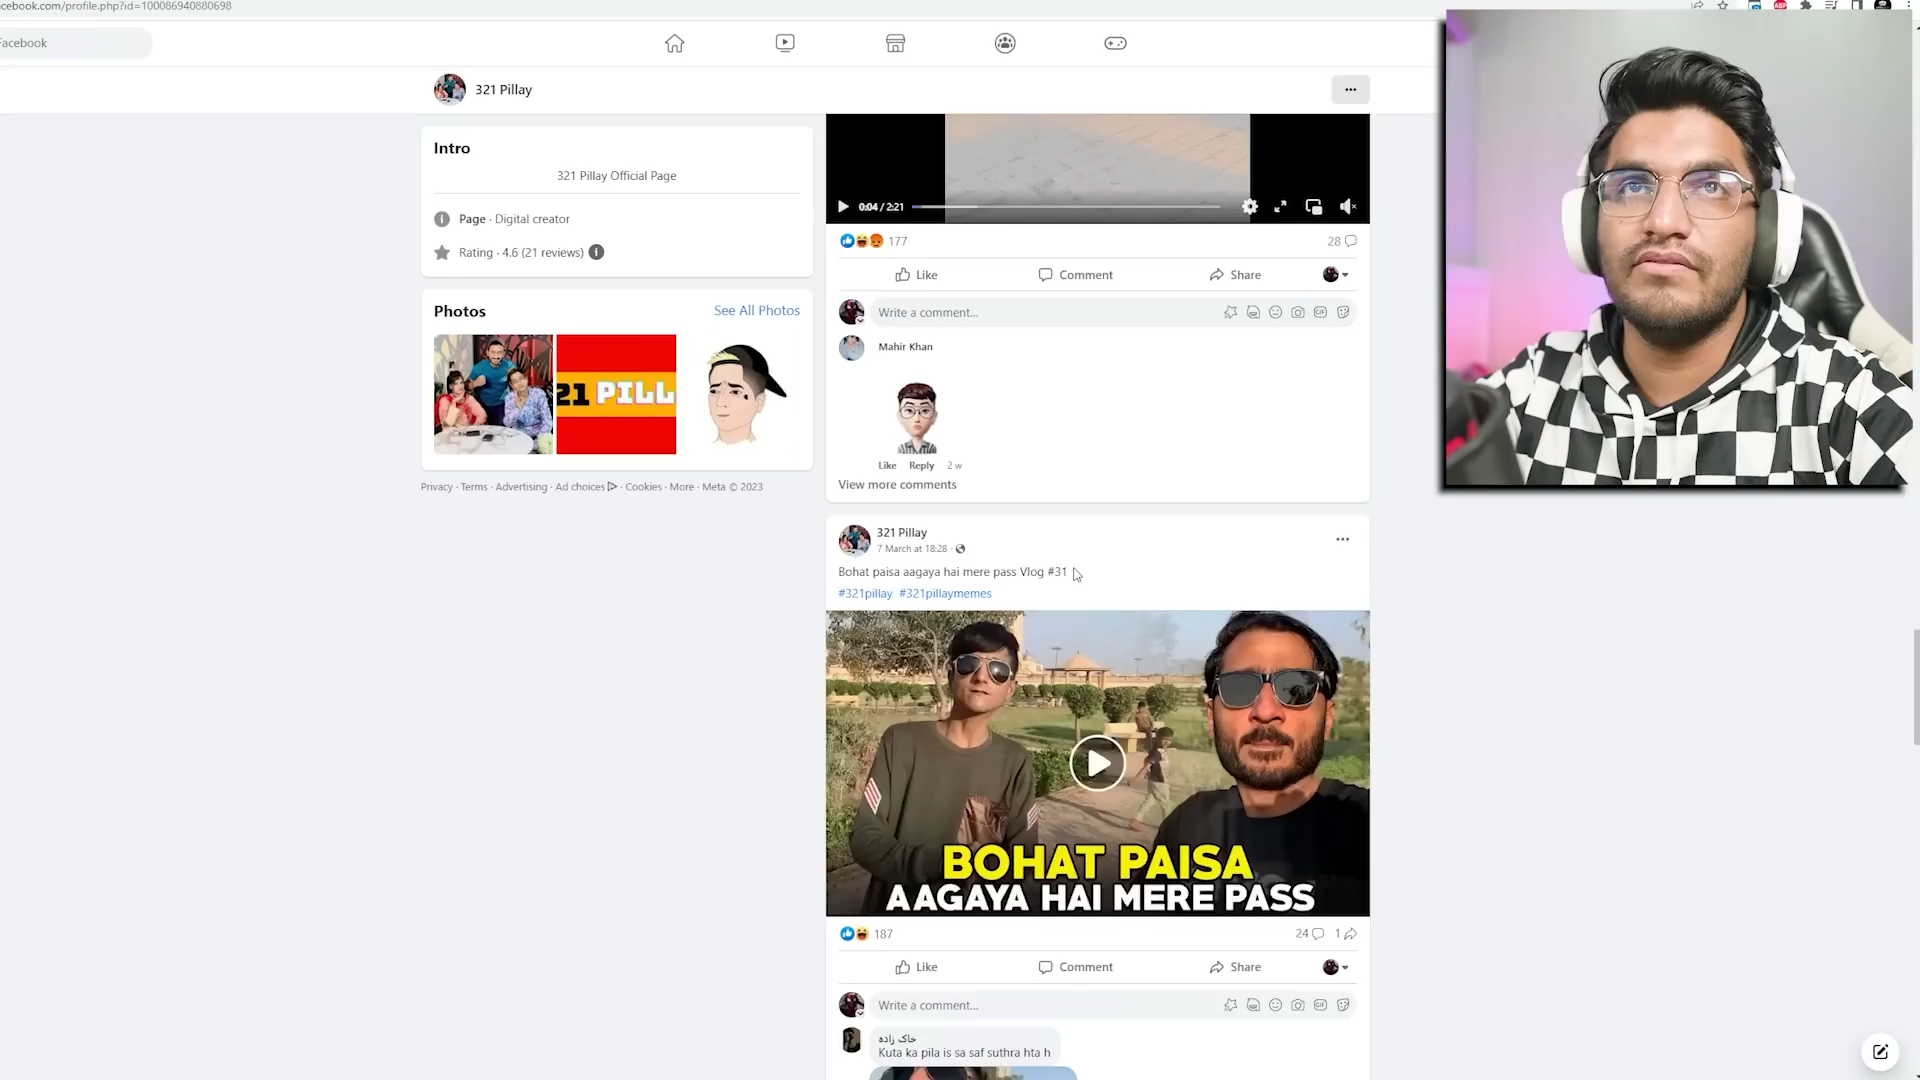 acebook.com/profile.php?id=100086940880698
Facebook
321 Pillay
Intro
321 Pillay Official Page
Page · Digital creator
Rating · 4.6 (21 reviews)
Photos
See All Photos
21 PILL
Privacy · Terms · Advertising · Ad choices · Cookies · More · Meta © 2023
0:04 / 2:21
177
28
Like
Comment
Share
Write a comment...
Mahir Khan
Like Reply 2 w
View more comments
321 Pillay
7 March at 18:28 ·
Bohat paisa aagaya hai mere pass Vlog #31
#321pillay #321pillaymemes
BOHAT PAISA
AAGAYA HAI MERE PASS
187
24
1
Like
Comment
Share
Write a comment...
خاک زادہ
Kuta ka pila is sa saf suthra hta h